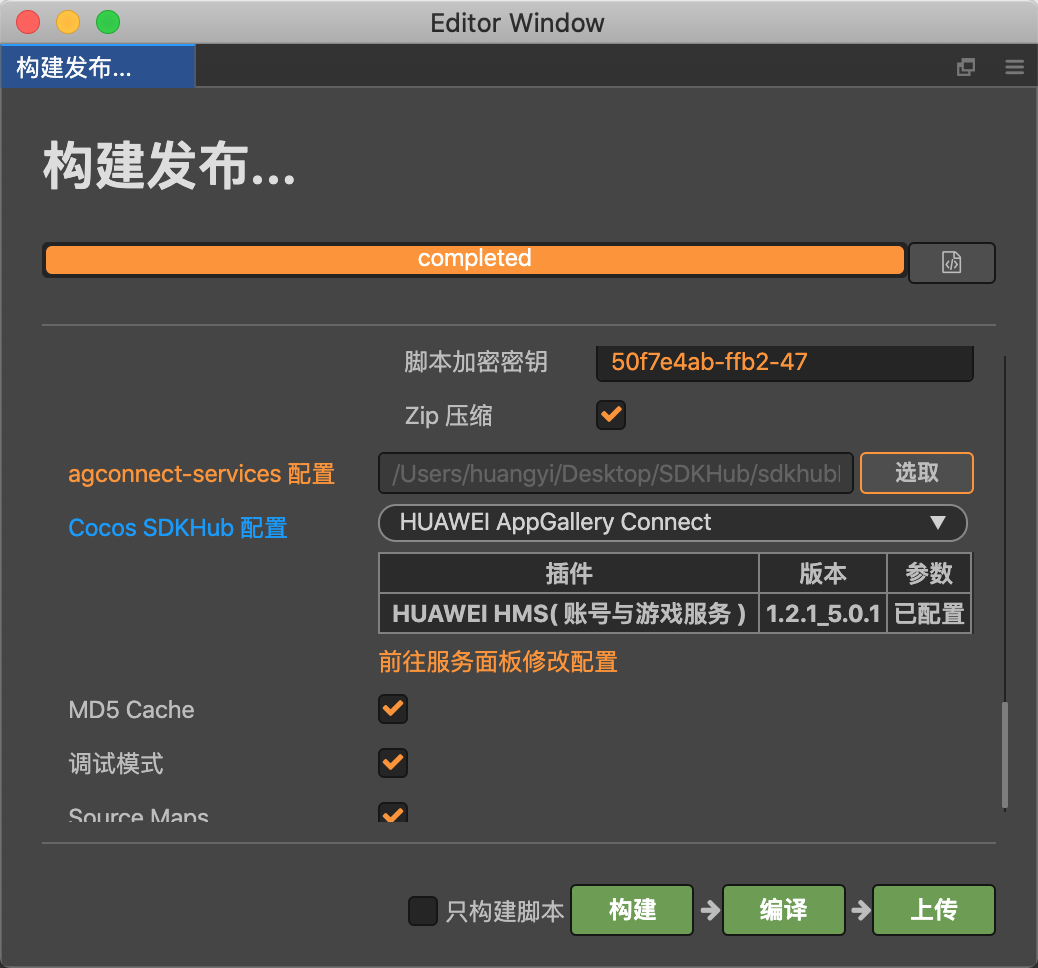 Editor Window
构建发布...
构建发布...
completed
脚本加密密钥 50f7e4ab-ffb2-47
Zip 压缩
agconnect-services 配置 /Users/huangyi/Desktop/SDKHub/sdkhub 选取
Cocos SDKHub 配置 HUAWEI AppGallery Connect
插件 版本 参数
HUAWEI HMS( 账号与游戏服务 ) 1.2.1_5.0.1 已配置
前往服务面板修改配置
MD5 Cache
调试模式
Source Maps
只构建脚本 构建 编译 上传